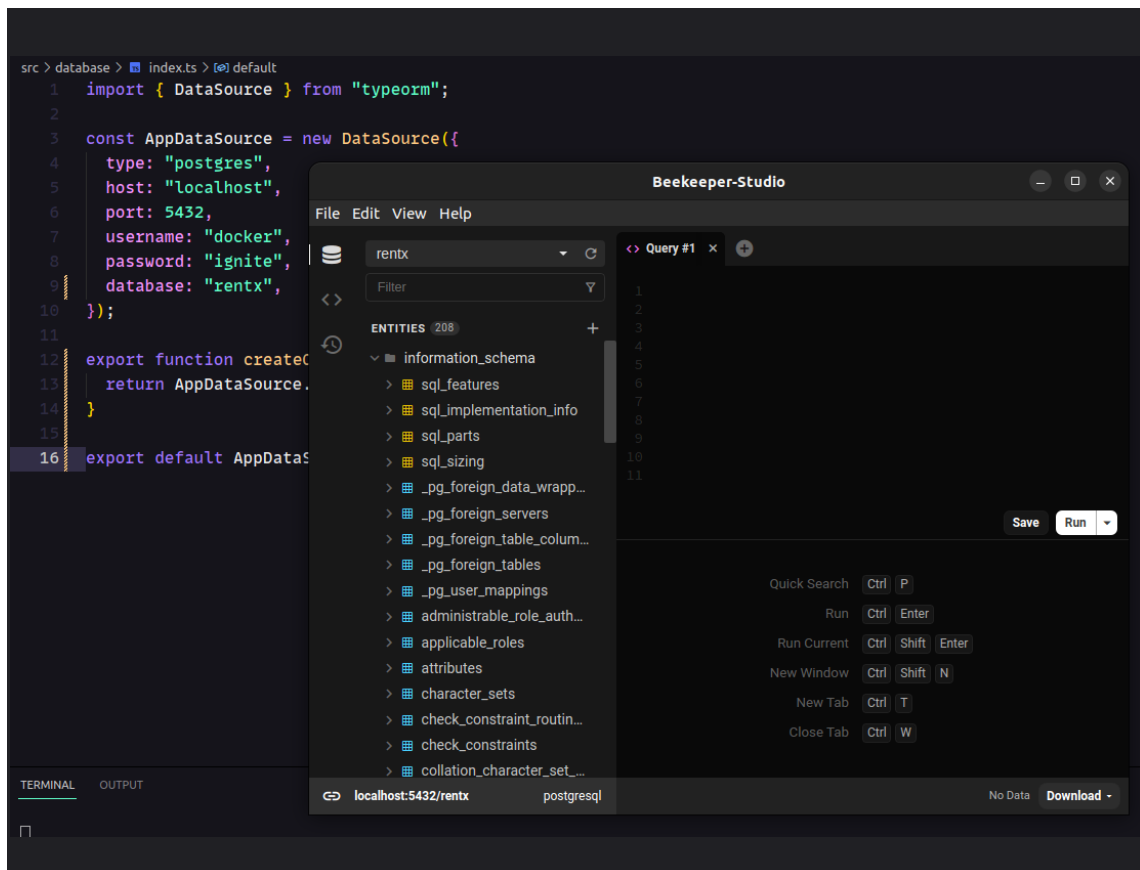 src > database > TS index.ts > default
1 import { DataSource } from "typeorm";
2
3 const AppDataSource = new DataSource({
4 type: "postgres",
5 host: "localhost",
6 port: 5432,
7 username: "docker",
8 password: "ignite",
9 database: "rentx",
10 });
11
12 export function createC
13 return AppDataSource.
14 }
15
16 export default AppDataS
TERMINAL OUTPUT
Beekeeper-Studio
File Edit View Help
rentx
Filter
ENTITIES 208
information_schema
sql_features
sql_implementation_info
sql_parts
sql_sizing
_pg_foreign_data_wrapp...
_pg_foreign_servers
_pg_foreign_table_colum...
_pg_foreign_tables
_pg_user_mappings
administrable_role_auth...
applicable_roles
attributes
character_sets
check_constraint_routin...
check_constraints
collation_character_set_...
localhost:5432/rentx postgresql
Query #1
1
2
3
4
5
6
7
8
9
10
11
Save Run
Quick Search Ctrl P
Run Ctrl Enter
Run Current Ctrl Shift Enter
New Window Ctrl Shift N
New Tab Ctrl T
Close Tab Ctrl W
No Data Download